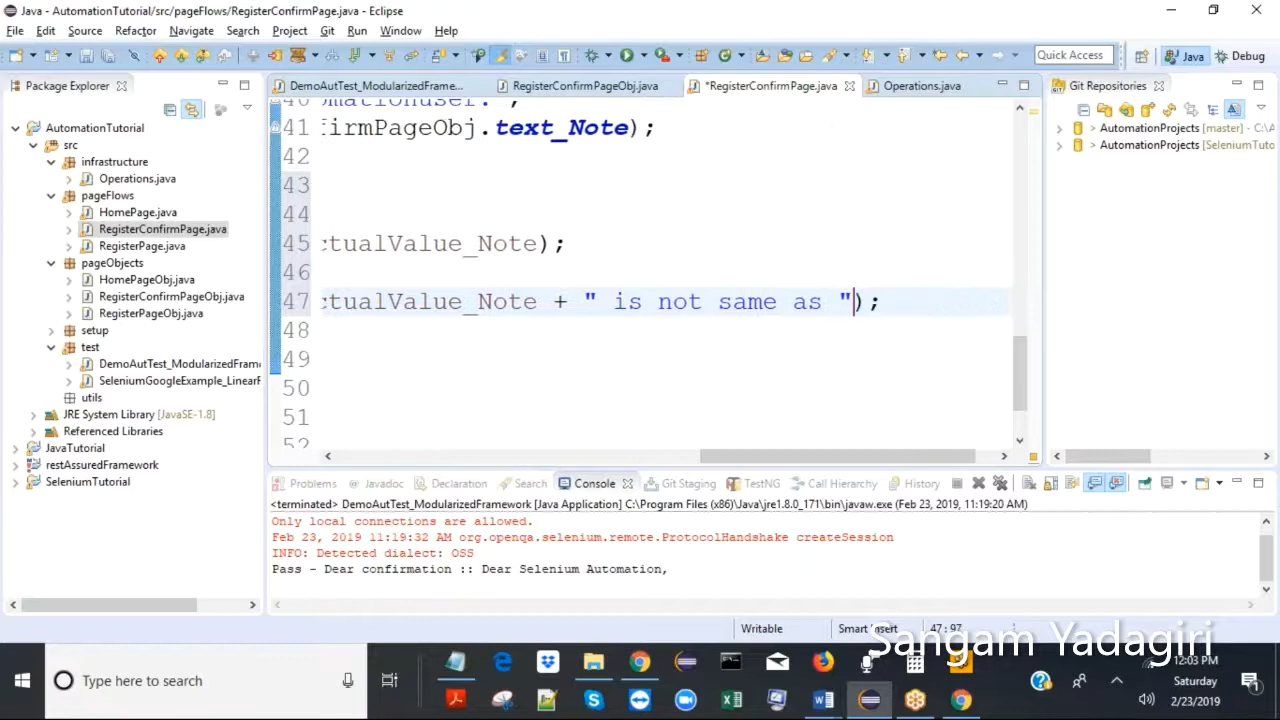 Java - AutomationTutorial/src/pageFlows/RegisterConfirmPage.java - Eclipse
File Edit Source Refactor Navigate Search Project Git Run Window Help
Quick Access
Java
Debug
Package Explorer
DemoAutTest_ModularizedFrame...
RegisterConfirmPageObj.java
*RegisterConfirmPage.java
Operations.java
Git Repositories
AutomationTutorial
src
infrastructure
Operations.java
pageFlows
HomePage.java
RegisterConfirmPage.java
RegisterPage.java
pageObjects
HomePageObj.java
RegisterConfirmPageObj.java
RegisterPageObj.java
setup
test
DemoAutTest_ModularizedFram
SeleniumGoogleExample_LinearF
utils
JRE System Library [JavaSE-1.8]
Referenced Libraries
JavaTutorial
restAssuredFramework
SeleniumTutorial
41 firmPageObj.text_Note);
42
43
44
45 ctualValue_Note);
46
47 ctualValue_Note + " is not same as ");
48
49
50
51
52
> AutomationProjects [master] - C:\A
> AutomationProjects [SeleniumTuto
Problems @ Javadoc Declaration Search Console Git Staging TestNG Call Hierarchy History
<terminated> DemoAutTest_ModularizedFramework [Java Application] C:\Program Files (x86)\Java\jre1.8.0_171\bin\javaw.exe (Feb 23, 2019, 11:19:20 AM)
Only local connections are allowed.
Feb 23, 2019 11:19:32 AM org.openqa.selenium.remote.ProtocolHandshake createSession
INFO: Detected dialect: OSS
Pass - Dear confirmation :: Dear Selenium Automation,
Writable
Smart Insert
47 : 97
Sangam Yadagiri
Type here to search
12:03 PM
Saturday
2/23/2019